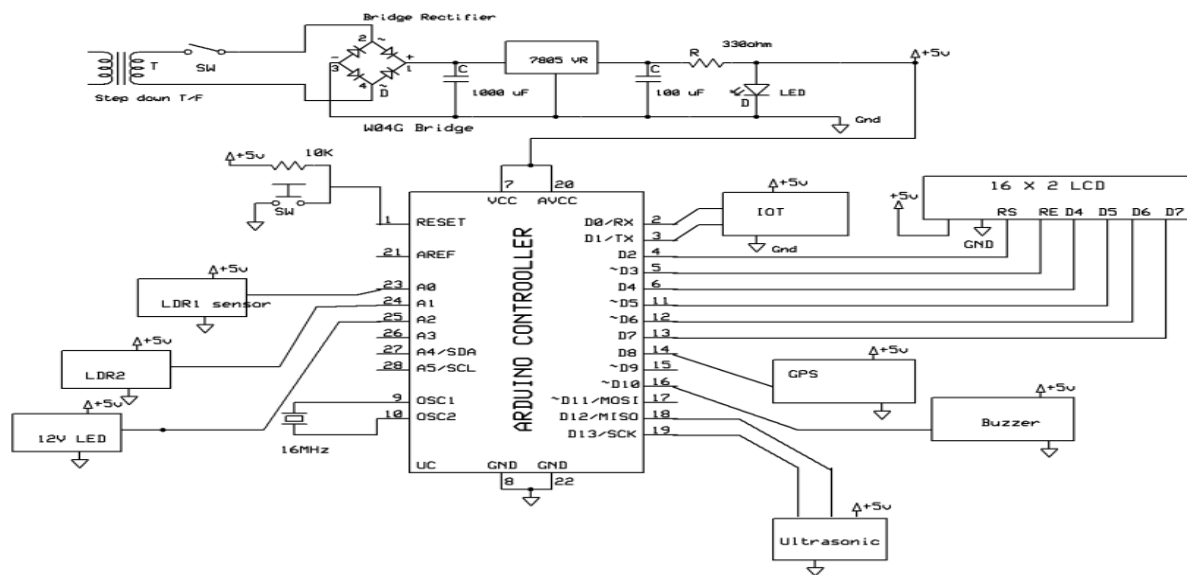 Bridge Rectifier
2 ~
- +
3 1
4 ~
D
T
SW
Step down T/F
W04G Bridge
C
1000 uF
7805 VR
C
100 uF
R
330ohm
D
LED
+5v
Gnd
+5v
10K
SW
7 20
VCC AVCC
1 RESET
21 AREF
23 A0
24 A1
25 A2
26 A3
27 A4/SDA
28 A5/SCL
9 OSC1
10 OSC2
UC
ARDUINO CONTROOLLER
GND GND
8 22
D0/RX 2
D1/TX 3
D2 4
~D3 5
D4 6
~D5 11
~D6 12
D7 13
D8 14
~D9 15
~D10 16
~D11/MOSI 17
D12/MISO 18
D13/SCK 19
+5v
LDR1 sensor
+5v
LDR2
+5v
12V LED
16MHz
+5v
IOT
Gnd
+5v
16 X 2 LCD
RS RE D4 D5 D6 D7
GND
+5v
GPS
+5v
Buzzer
+5v
Ultrasonic